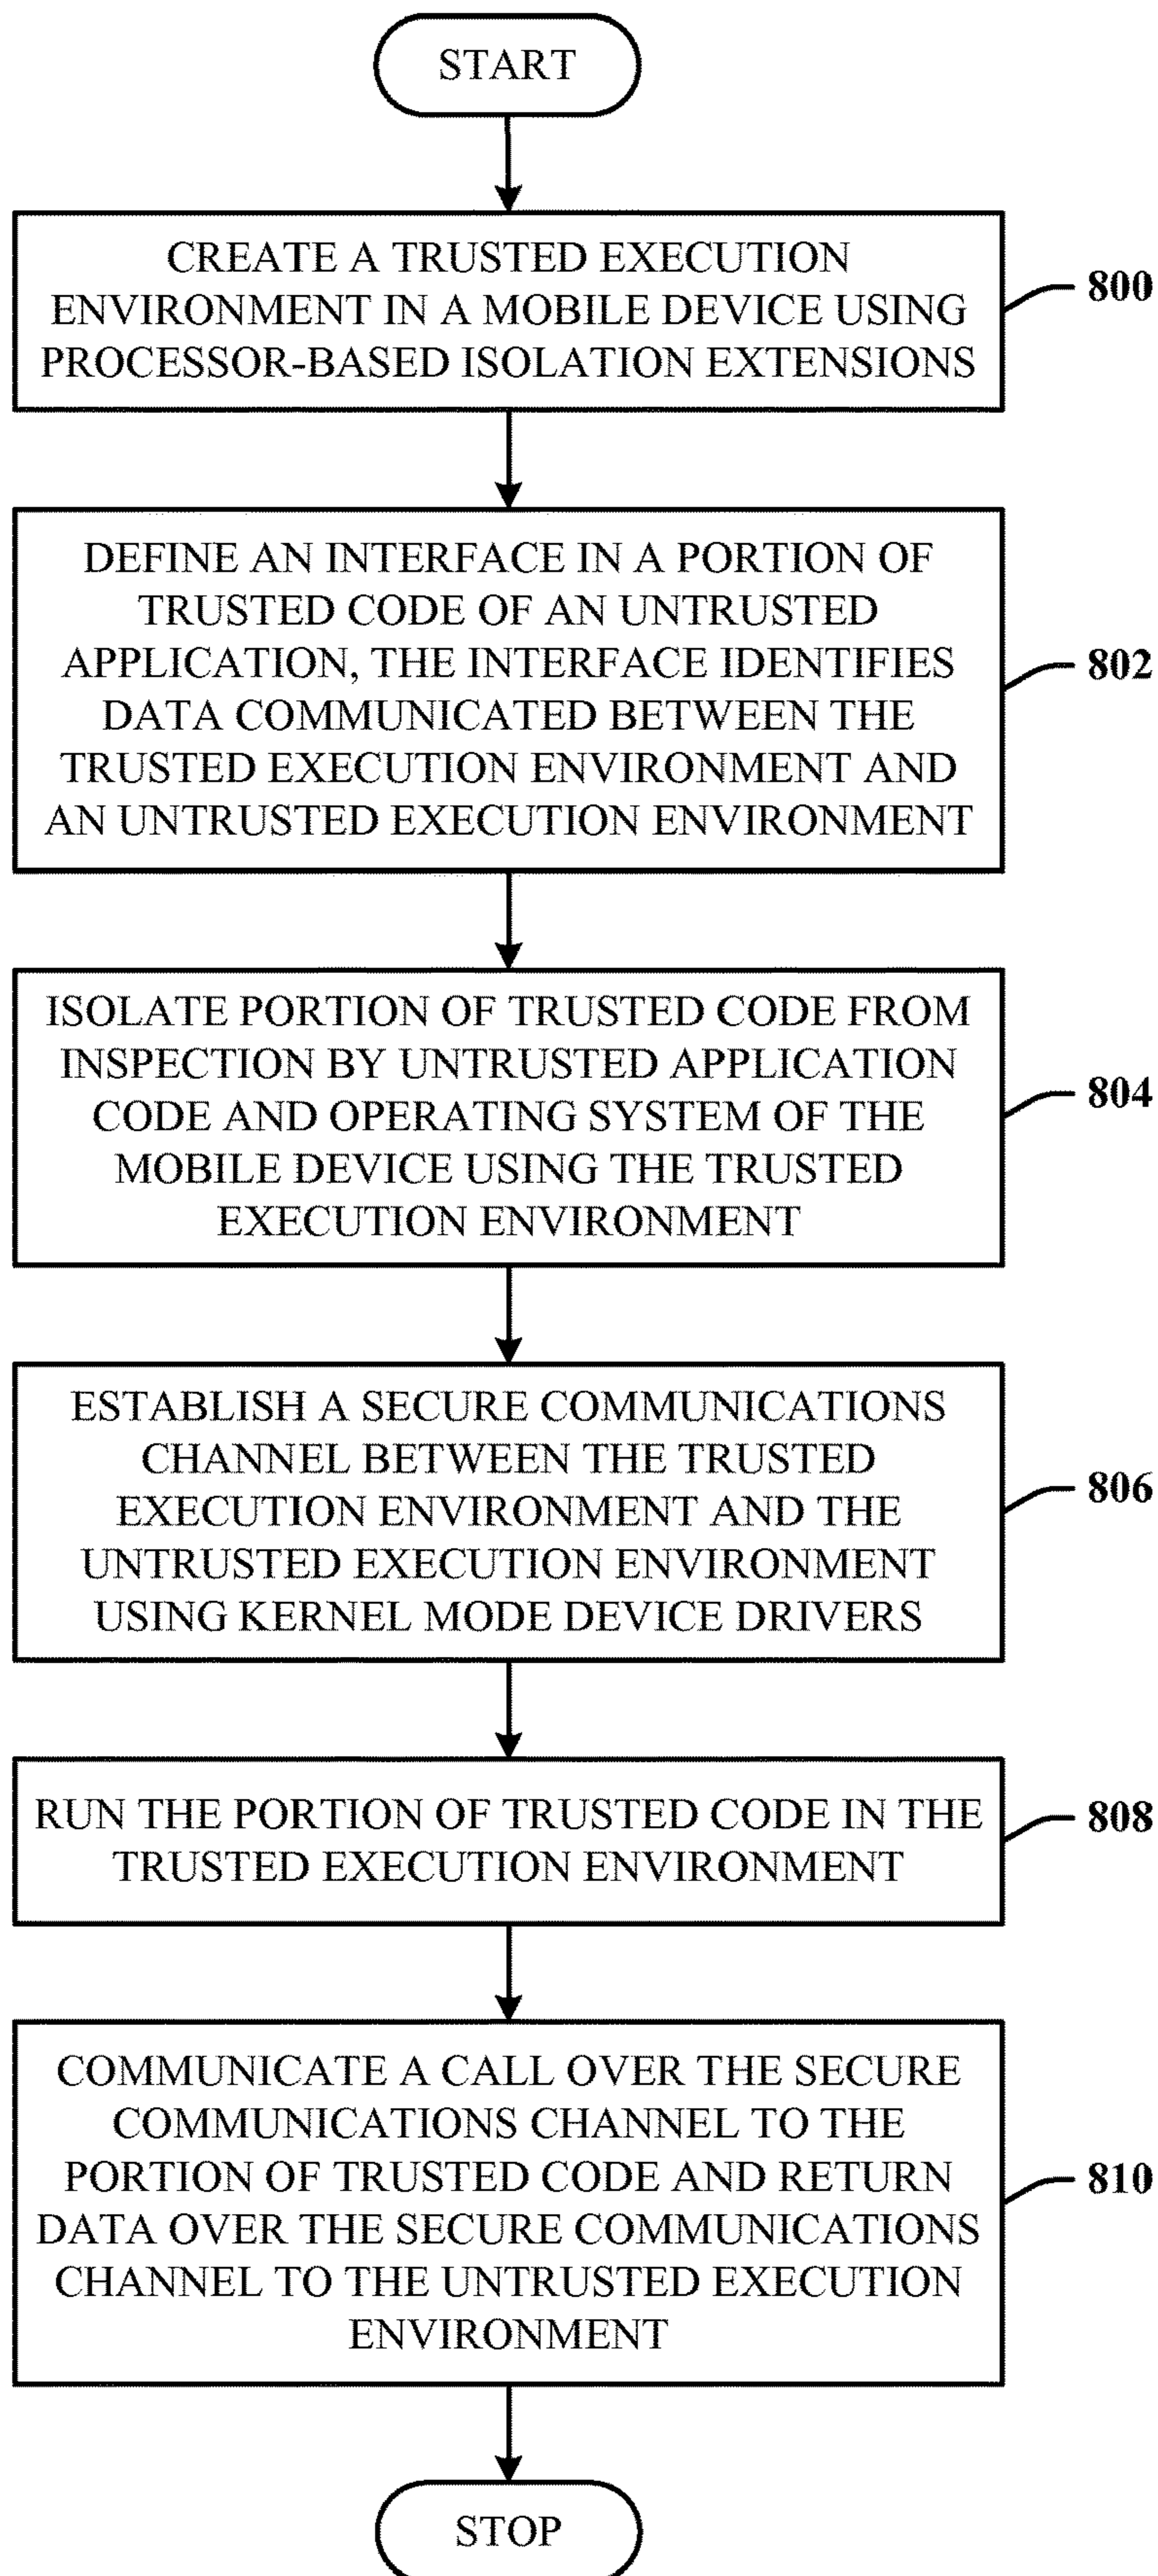 START
CREATE A TRUSTED EXECUTION
ENVIRONMENT IN A MOBILE DEVICE USING
PROCESSOR-BASED ISOLATION EXTENSIONS
800
DEFINE AN INTERFACE IN A PORTION OF
TRUSTED CODE OF AN UNTRUSTED
APPLICATION, THE INTERFACE IDENTIFIES
DATA COMMUNICATED BETWEEN THE
TRUSTED EXECUTION ENVIRONMENT AND
AN UNTRUSTED EXECUTION ENVIRONMENT
802
ISOLATE PORTION OF TRUSTED CODE FROM
INSPECTION BY UNTRUSTED APPLICATION
CODE AND OPERATING SYSTEM OF THE
MOBILE DEVICE USING THE TRUSTED
EXECUTION ENVIRONMENT
804
ESTABLISH A SECURE COMMUNICATIONS
CHANNEL BETWEEN THE TRUSTED
EXECUTION ENVIRONMENT AND THE
UNTRUSTED EXECUTION ENVIRONMENT
USING KERNEL MODE DEVICE DRIVERS
806
RUN THE PORTION OF TRUSTED CODE IN THE
TRUSTED EXECUTION ENVIRONMENT
808
COMMUNICATE A CALL OVER THE SECURE
COMMUNICATIONS CHANNEL TO THE
PORTION OF TRUSTED CODE AND RETURN
DATA OVER THE SECURE COMMUNICATIONS
CHANNEL TO THE UNTRUSTED EXECUTION
ENVIRONMENT
810
STOP